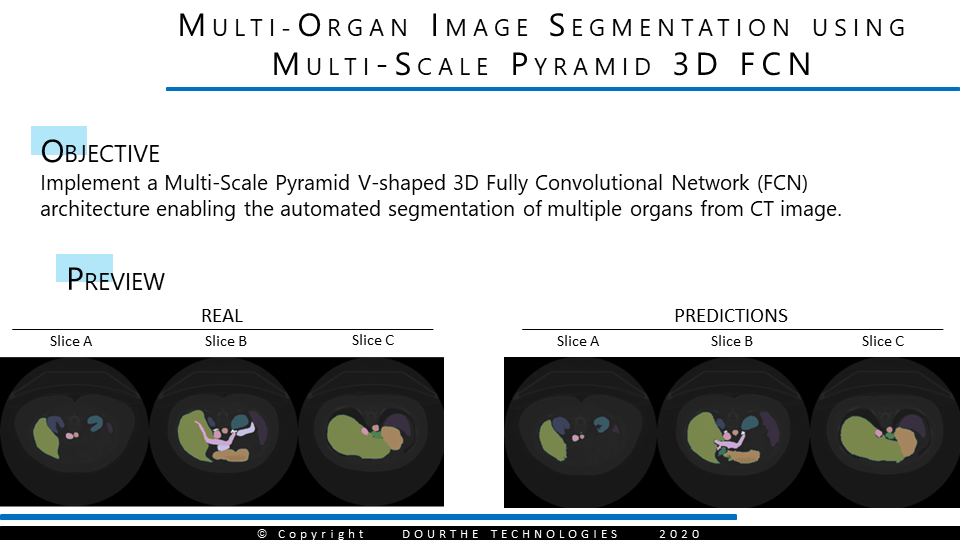 Multi-Organ Image Segmentation using
Multi-Scale Pyramid 3D FCN
Objective
Implement a Multi-Scale Pyramid V-shaped 3D Fully Convolutional Network (FCN)
architecture enabling the automated segmentation of multiple organs from CT image.
Preview
REAL
PREDICTIONS
Slice A
Slice B
Slice C
Slice A
Slice B
Slice C
© Copyright DOURTHE TECHNOLOGIES 2020